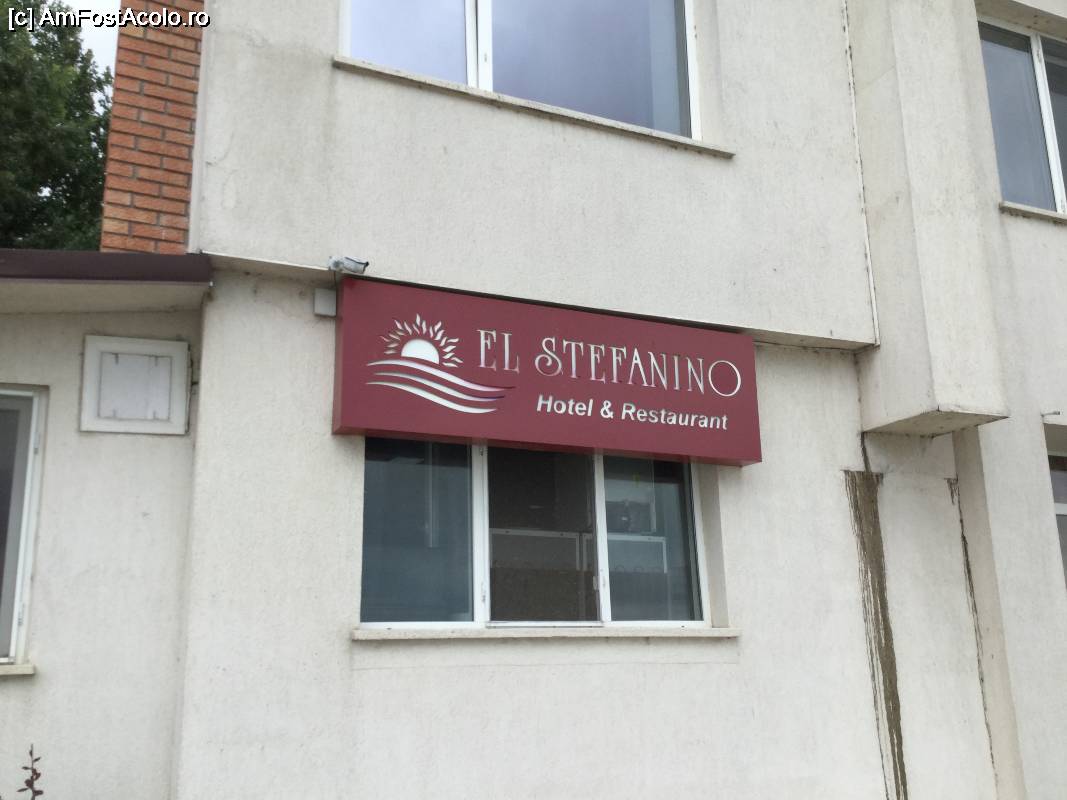 [c] AmFostAcolo.ro
EL STEFANINO
Hotel & Restaurant